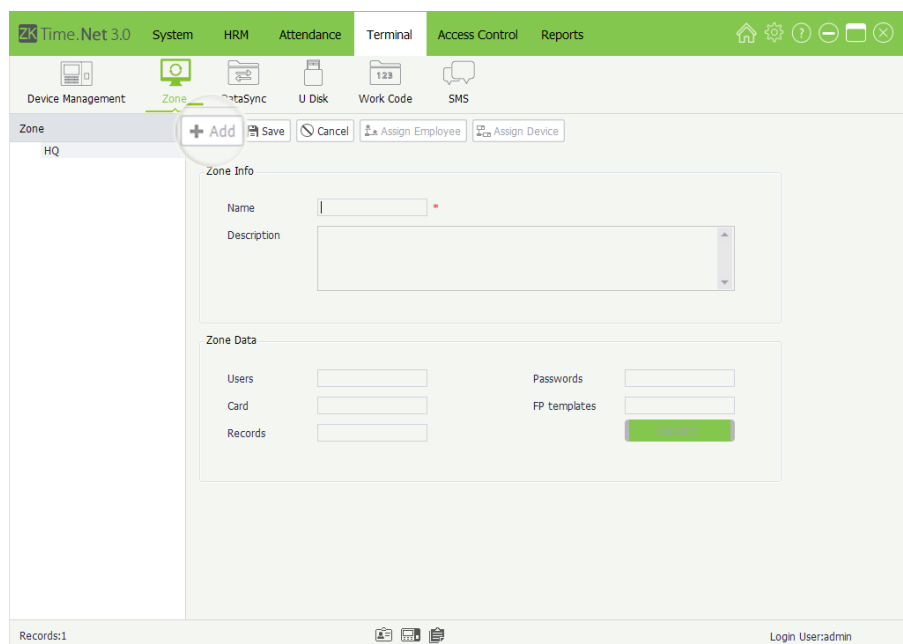 ZK Time.Net 3.0 System HRM Attendance Terminal Access Control Reports
123
Device Management Zone DataSync U Disk Work Code SMS
Zone Add Save Cancel Assign Employee Assign Device
HQ
Zone Info
Name *
Description
Zone Data
Users Passwords
Card FP templates
Records
Records:1 Login User:admin